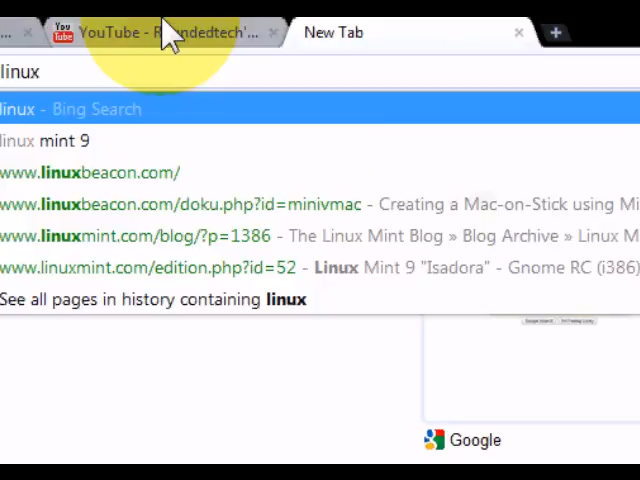 ... YouTube - R undedtech'... New Tab
linux
linux - Bing Search
linux mint 9
www.linuxbeacon.com/
www.linuxbeacon.com/doku.php?id=minivmac - Creating a Mac-on-Stick using Mi
www.linuxmint.com/blog/?p=1386 - The Linux Mint Blog » Blog Archive » Linux M
www.linuxmint.com/edition.php?id=52 - Linux Mint 9 "Isadora" - Gnome RC (i386)
See all pages in history containing linux
Google